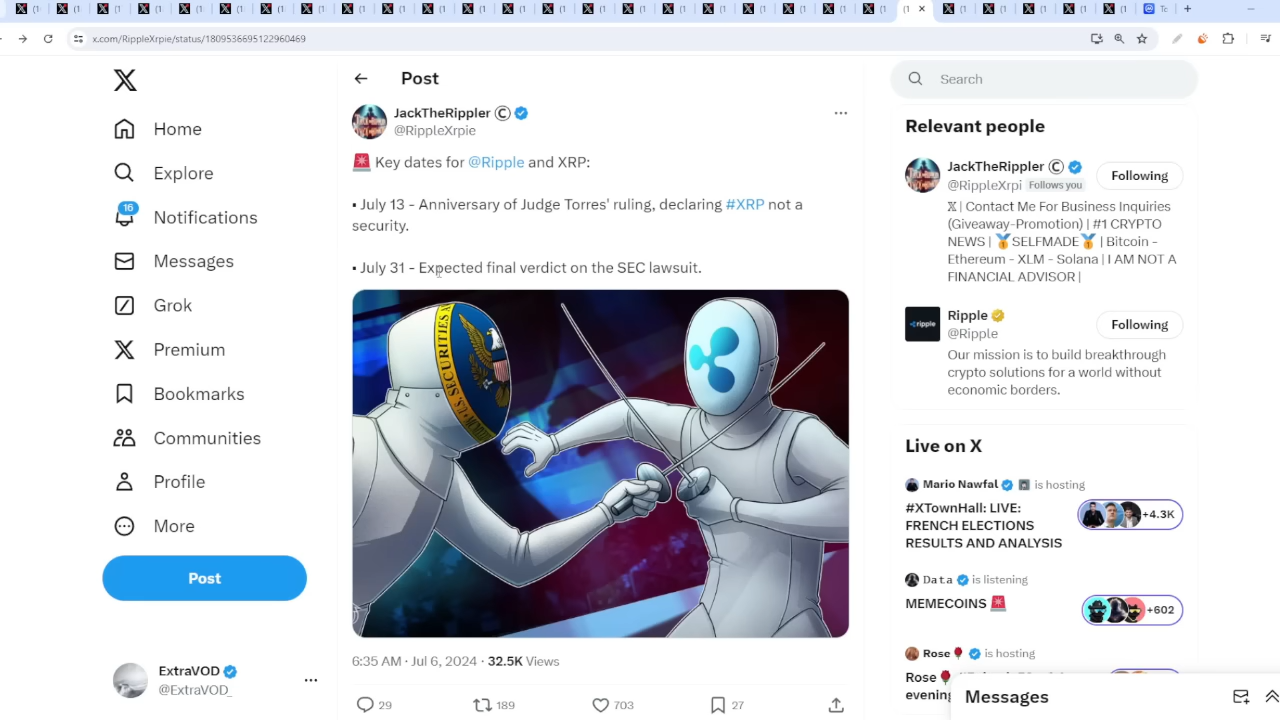 x.com/RippleXrpie/status/1809536695122960469
Home
Explore
16
Notifications
Messages
Grok
Premium
Bookmarks
Communities
Profile
More
Post
ExtraVOD
@ExtraVOD_
Post
JackTheRippler ©
@RippleXrpie
🚨 Key dates for @Ripple and XRP:
▪ July 13 - Anniversary of Judge Torres' ruling, declaring #XRP not a
security.
▪ July 31 - Expected final verdict on the SEC lawsuit.
U.S. SECURITIES A
ripple
6:35 AM · Jul 6, 2024 · 32.5K Views
29
189
703
27
Search
Relevant people
JackTheRippler ©
@RippleXrpi Follows you
Following
𝕏 | Contact Me For Business Inquiries
(Giveaway-Promotion) | #1 CRYPTO
NEWS | 🥇SELFMADE🥇 | Bitcoin -
Ethereum - XLM - Solana | I AM NOT A
FINANCIAL ADVISOR |
Ripple
@Ripple
Following
Our mission is to build breakthrough
crypto solutions for a world without
economic borders.
Live on X
Mario Nawfal is hosting
#XTownHall: LIVE:
FRENCH ELECTIONS
RESULTS AND ANALYSIS
+4.3K
Data is listening
MEMECOINS 🚨
+602
Rose🌹 is hosting
Rose🌹
evening
Messages